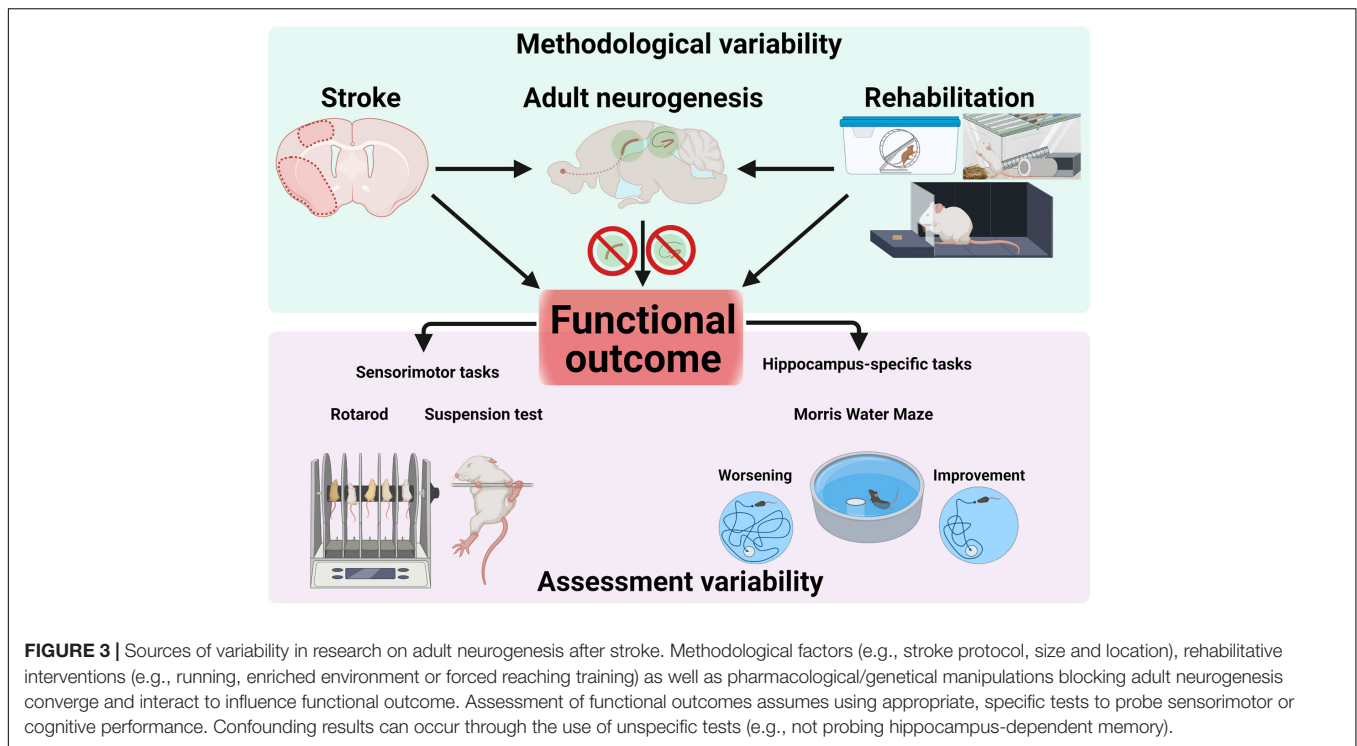 Methodological variability
Stroke
Adult neurogenesis
Rehabilitation
Functional
outcome
Sensorimotor tasks
Hippocampus-specific tasks
Rotarod
Suspension test
Morris Water Maze
Worsening
Improvement
Assessment variability
FIGURE 3 | Sources of variability in research on adult neurogenesis after stroke. Methodological factors (e.g., stroke protocol, size and location), rehabilitative
interventions (e.g., running, enriched environment or forced reaching training) as well as pharmacological/genetical manipulations blocking adult neurogenesis
converge and interact to influence functional outcome. Assessment of functional outcomes assumes using appropriate, specific tests to probe sensorimotor or
cognitive performance. Confounding results can occur through the use of unspecific tests (e.g., not probing hippocampus-dependent memory).